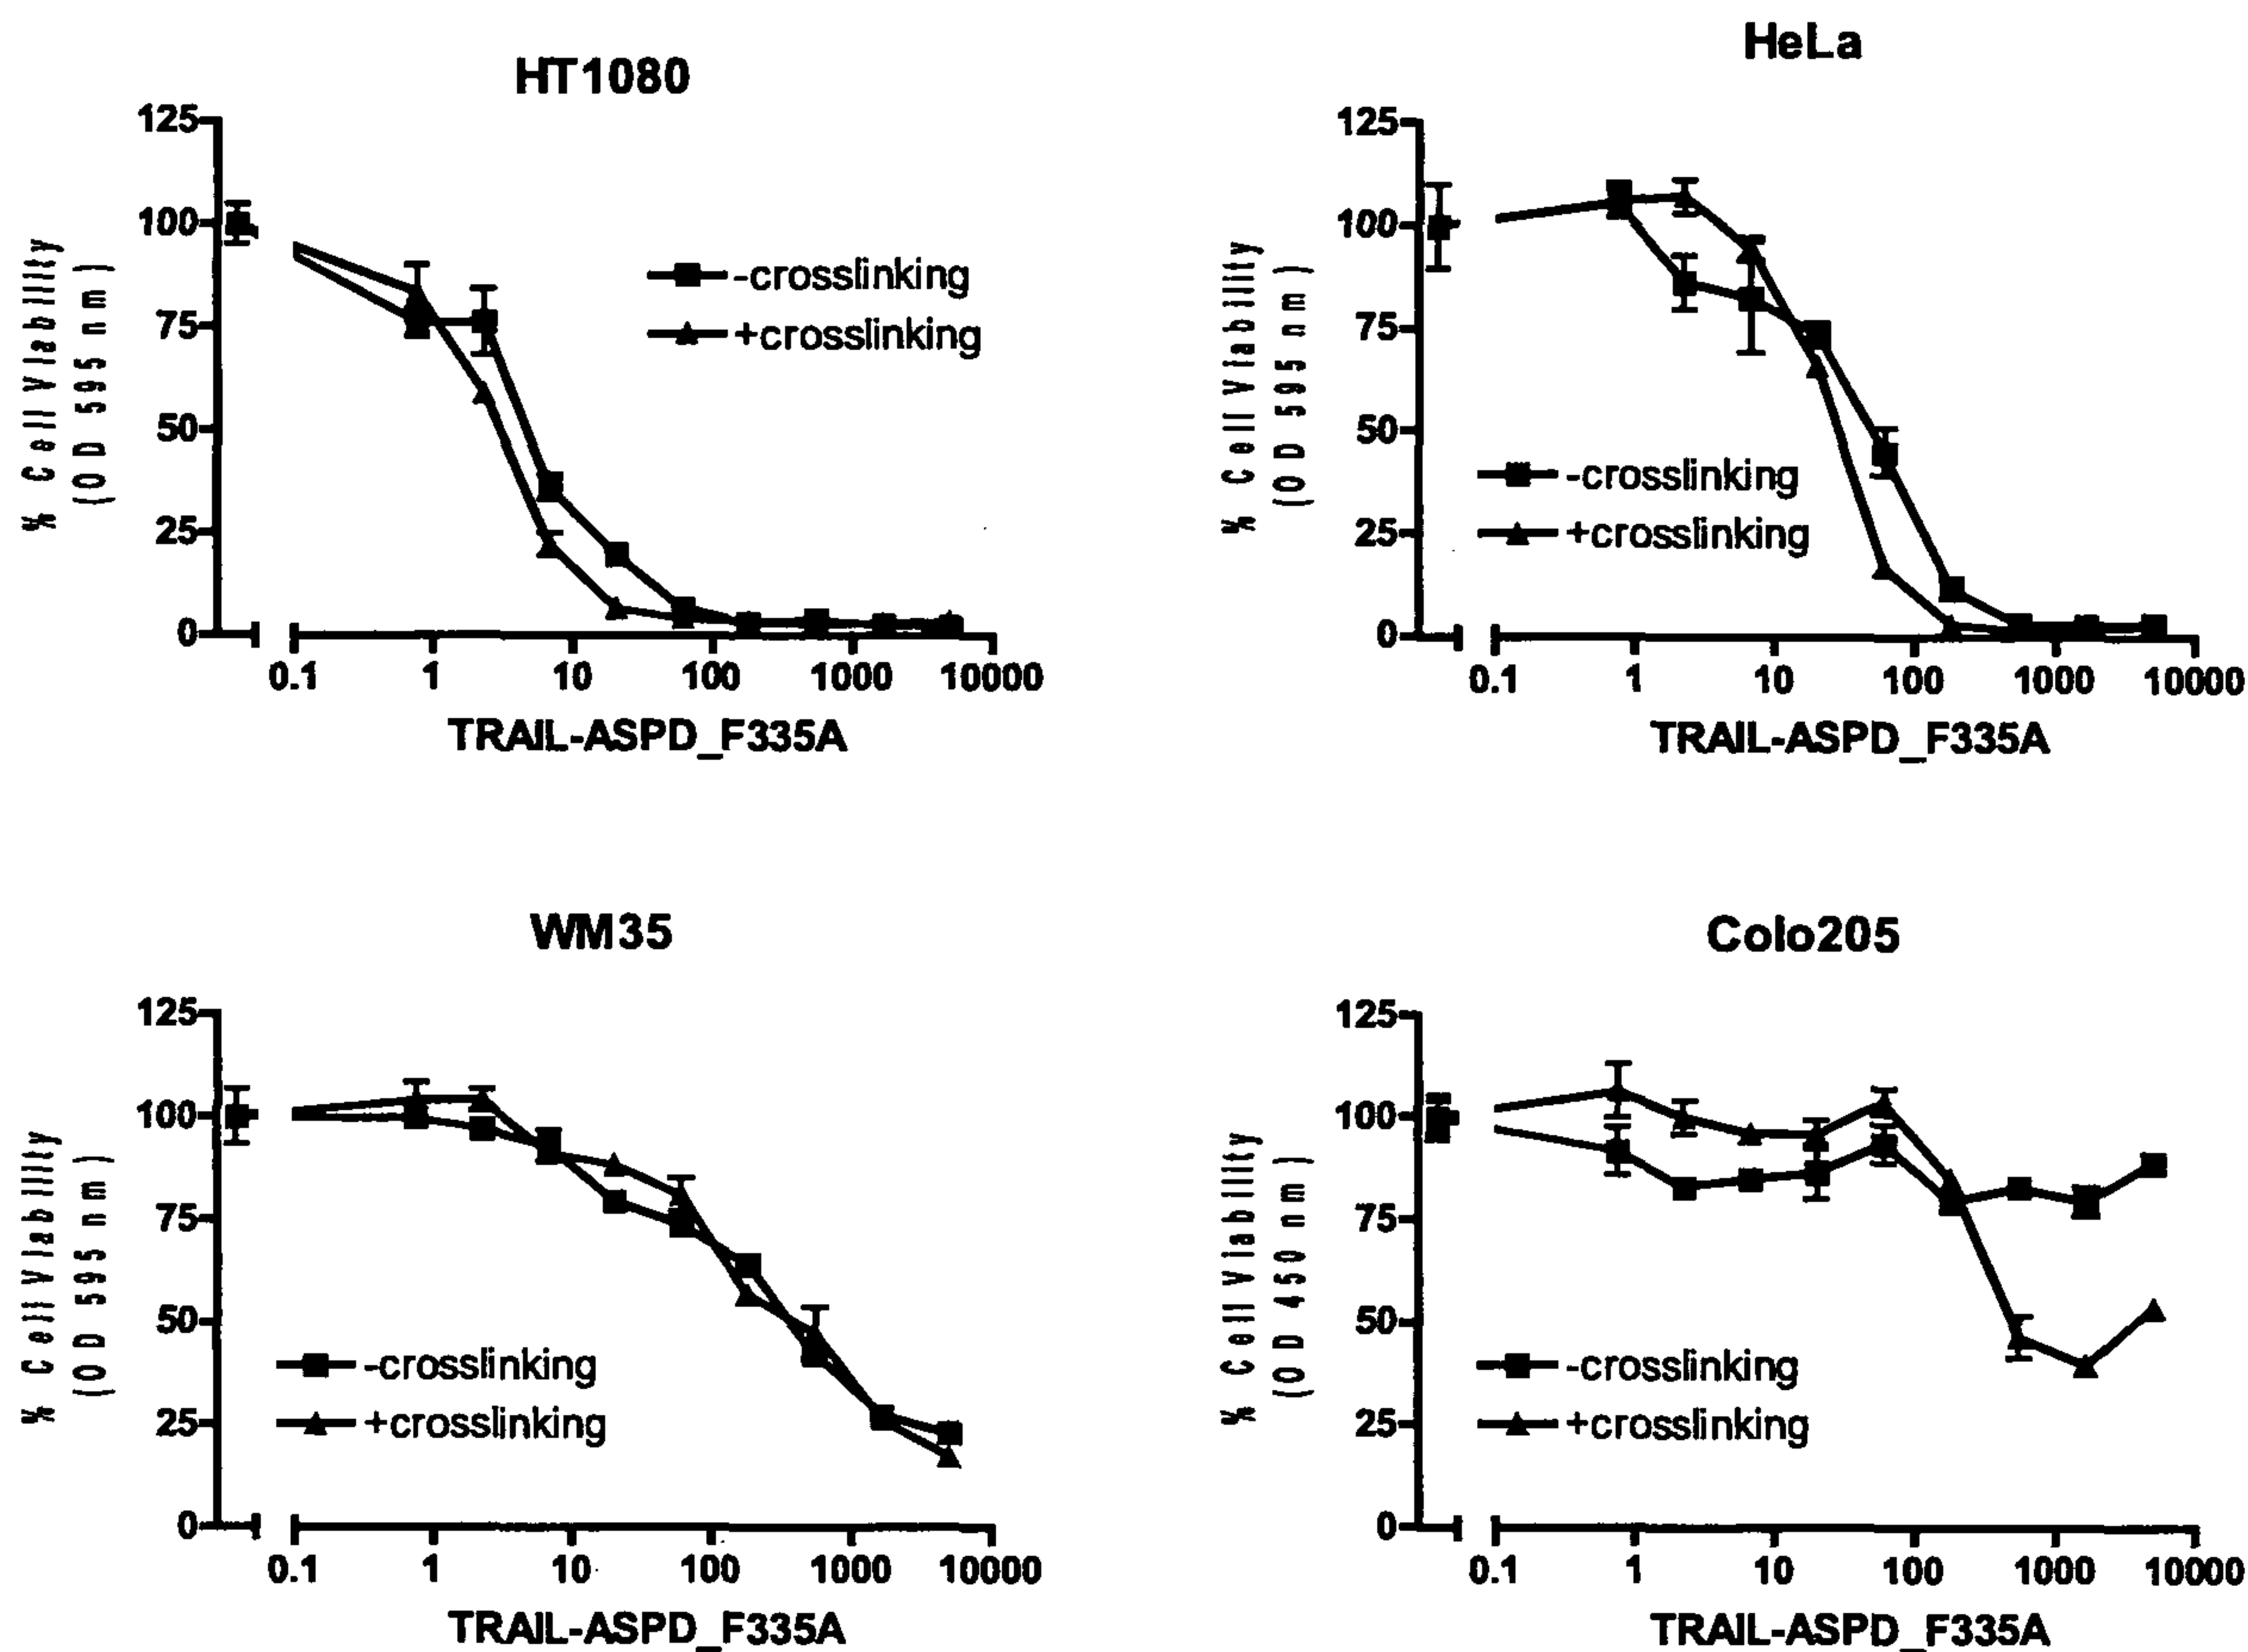 HT1080
125
100
75
50
25
0
% Cell Viability
(OD 595 nm)
-crosslinking
+crosslinking
0.1 1 10 100 1000 10000
TRAIL-ASPD_F335A
HeLa
125
100
75
50
25
0
% Cell Viability
(OD 595 nm)
-crosslinking
+crosslinking
0.1 1 10 100 1000 10000
TRAIL-ASPD_F335A
WM35
125
100
75
50
25
0
% Cell Viability
(OD 595 nm)
-crosslinking
+crosslinking
0.1 1 10 100 1000 10000
TRAIL-ASPD_F335A
Colo205
125
100
75
50
25
0
% Cell Viability
(OD 450 nm)
-crosslinking
+crosslinking
0.1 1 10 100 1000 10000
TRAIL-ASPD_F335A